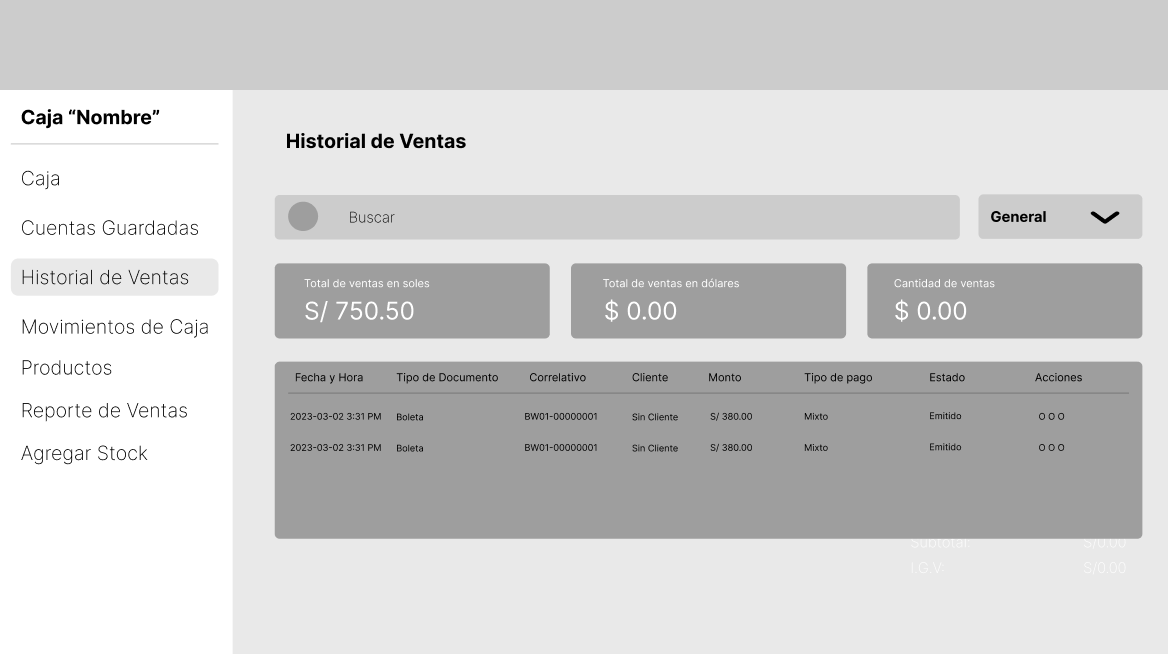 Caja “Nombre”
Caja
Cuentas Guardadas
Historial de Ventas
Movimientos de Caja
Productos
Reporte de Ventas
Agregar Stock
Historial de Ventas
Buscar
General
Total de ventas en soles
S/ 750.50
Total de ventas en dólares
$ 0.00
Cantidad de ventas
$ 0.00
Fecha y Hora Tipo de Documento Correlativo Cliente Monto Tipo de pago Estado Acciones
2023-03-02 3:31 PM Boleta BW01-00000001 Sin Cliente S/ 380.00 Mixto Emitido O O O
2023-03-02 3:31 PM Boleta BW01-00000001 Sin Cliente S/ 380.00 Mixto Emitido O O O
Subtotal: S/0.00
I.G.V: S/0.00